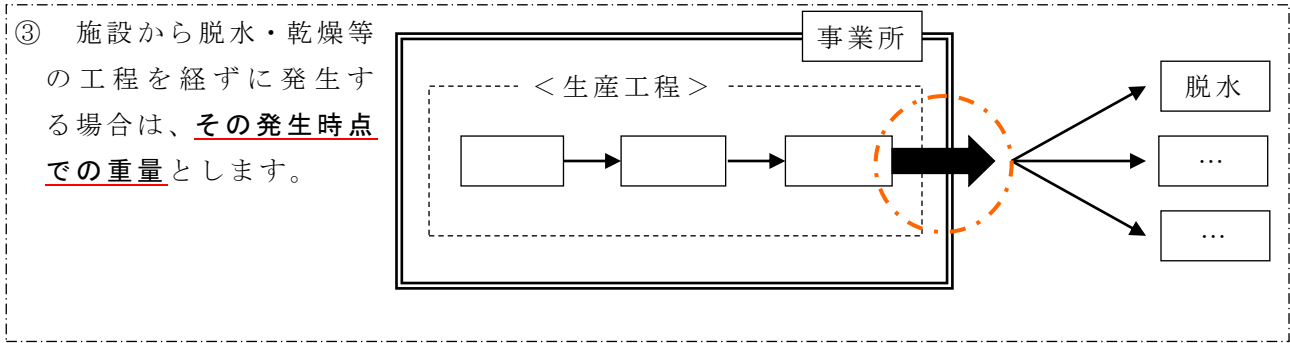 ③　施設から脱水・乾燥等
の工程を経ずに発生す
る場合は、その発生時点
での重量とします。
事業所
＜生産工程＞
脱水
…
…